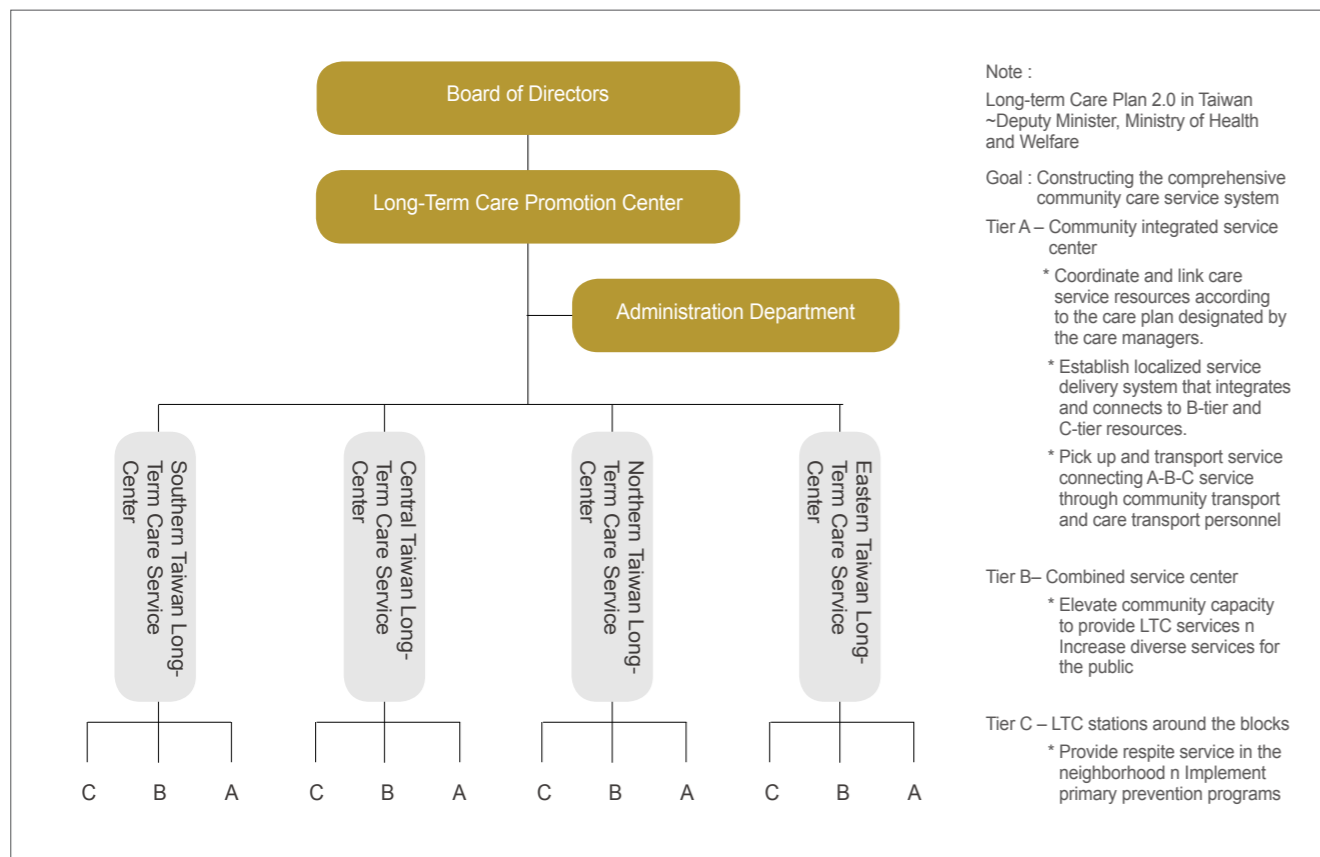 Board of Directors
Long-Term Care Promotion Center
Administration Department
Southern Taiwan Long-
Term Care Service
Center
Central Taiwan Long-
Term Care Service
Center
Northern Taiwan Long-
Term Care Service
Center
Eastern Taiwan Long-
Term Care Service
Center
C B A C B A C B A C B A
Note :
Long-term Care Plan 2.0 in Taiwan
~Deputy Minister, Ministry of Health
and Welfare
Goal : Constructing the comprehensive
community care service system
Tier A – Community integrated service
center
* Coordinate and link care
service resources according
to the care plan designated by
the care managers.
* Establish localized service
delivery system that integrates
and connects to B-tier and
C-tier resources.
* Pick up and transport service
connecting A-B-C service
through community transport
and care transport personnel
Tier B– Combined service center
* Elevate community capacity
to provide LTC services n
Increase diverse services for
the public
Tier C – LTC stations around the blocks
* Provide respite service in the
neighborhood n Implement
primary prevention programs